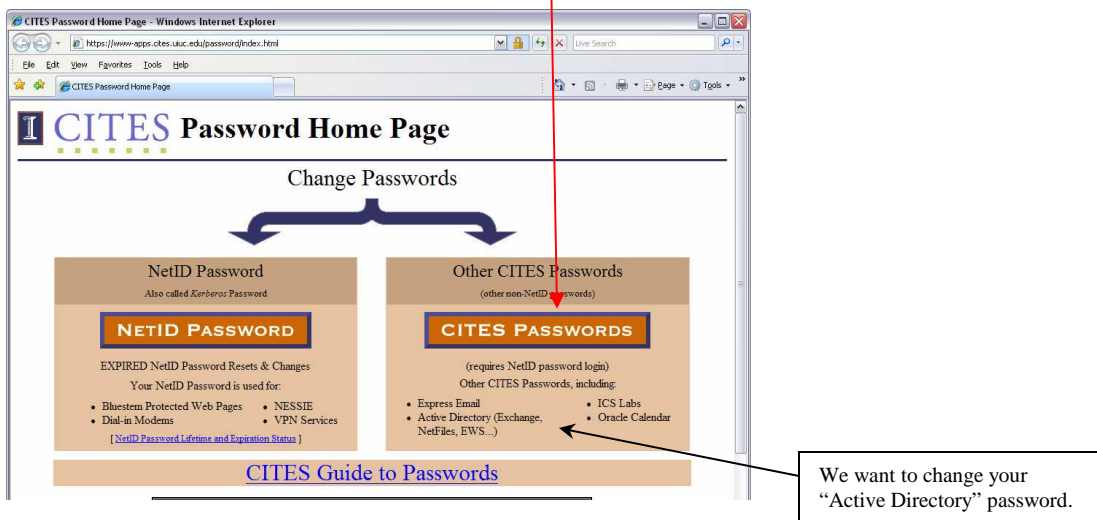 CITES Password Home Page - Windows Internet Explorer
https://www-apps.cites.uiuc.edu/password/index.html
Live Search
File Edit View Favorites Tools Help
CITES Password Home Page
Page
Tools
I CITES Password Home Page
Change Passwords
NetID Password
Also called Kerberos Password
NETID PASSWORD
EXPIRED NetID Password Resets & Changes
Your NetID Password is used for:
• Bluestem Protected Web Pages
• Dial-in Modems
• NESSIE
• VPN Services
[ NetID Password Lifetime and Expiration Status ]
Other CITES Passwords
(other non-NetID passwords)
CITES PASSWORDS
(requires NetID password login)
Other CITES Passwords, including:
• Express Email
• Active Directory (Exchange,
NetFiles, EWS...)
• ICS Labs
• Oracle Calendar
CITES Guide to Passwords
We want to change your
“Active Directory” password.